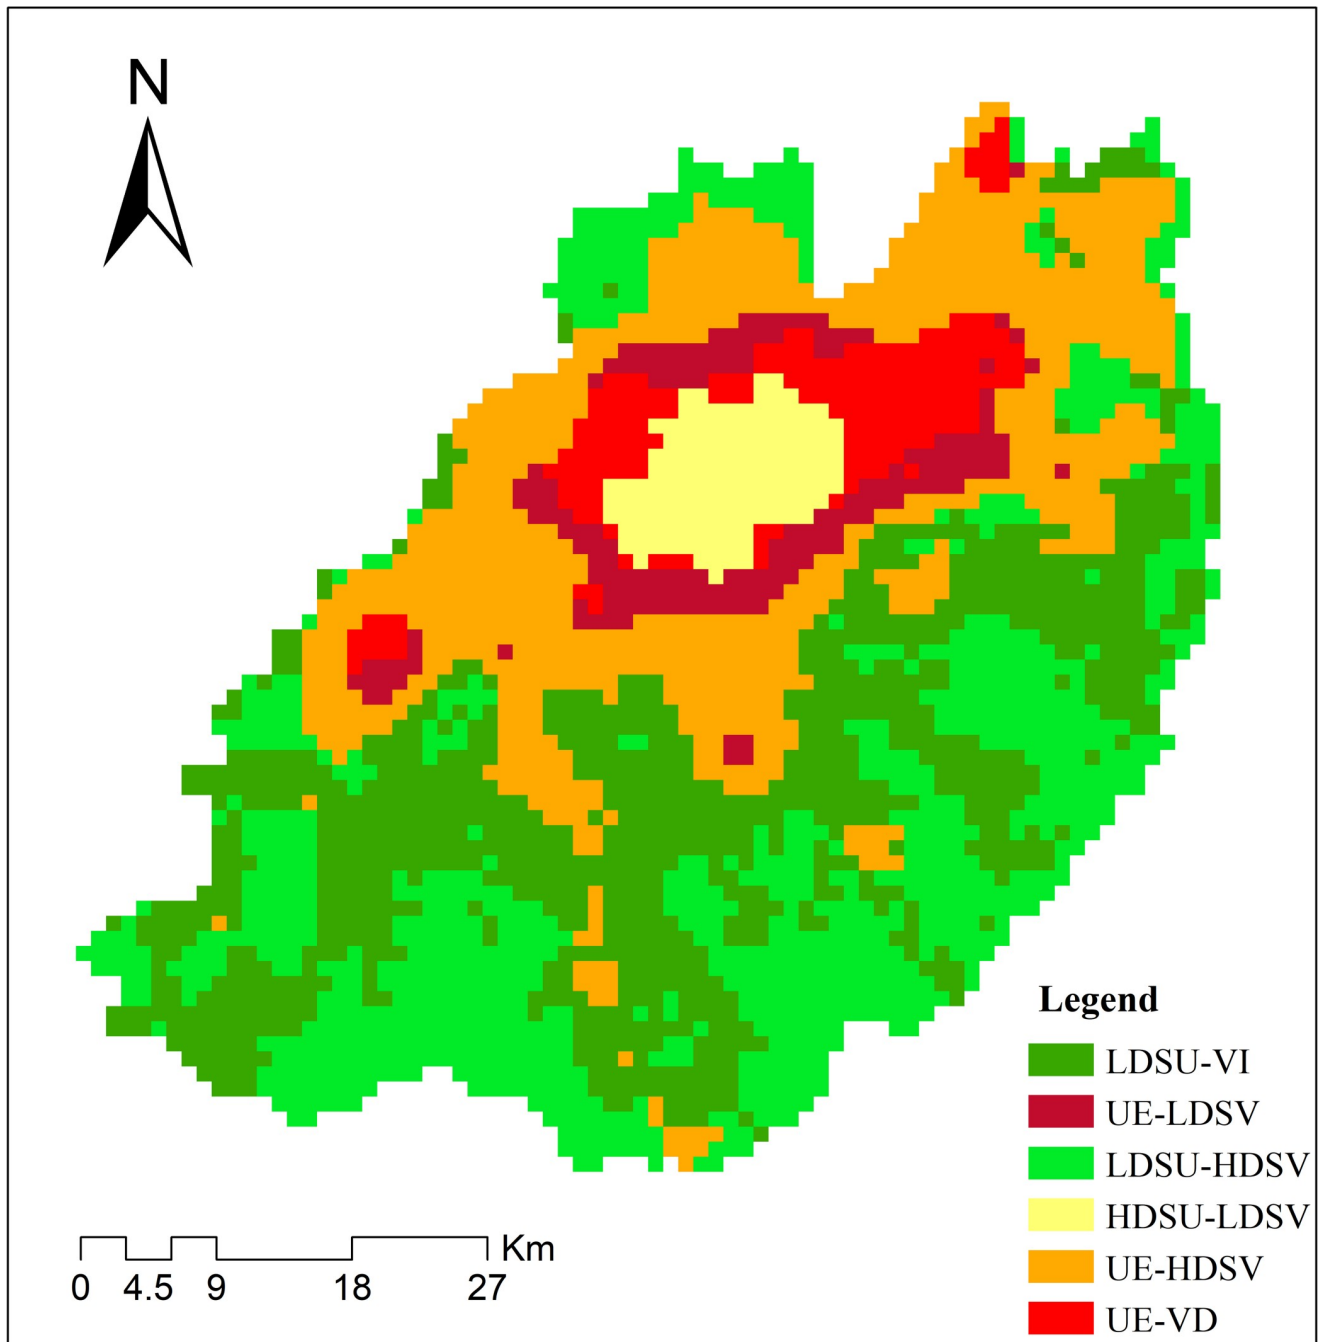 N
Legend
LDSU-VI
UE-LDSV
LDSU-HDSV
HDSU-LDSV
UE-HDSV
UE-VD
Km
0 4.5 9 18 27